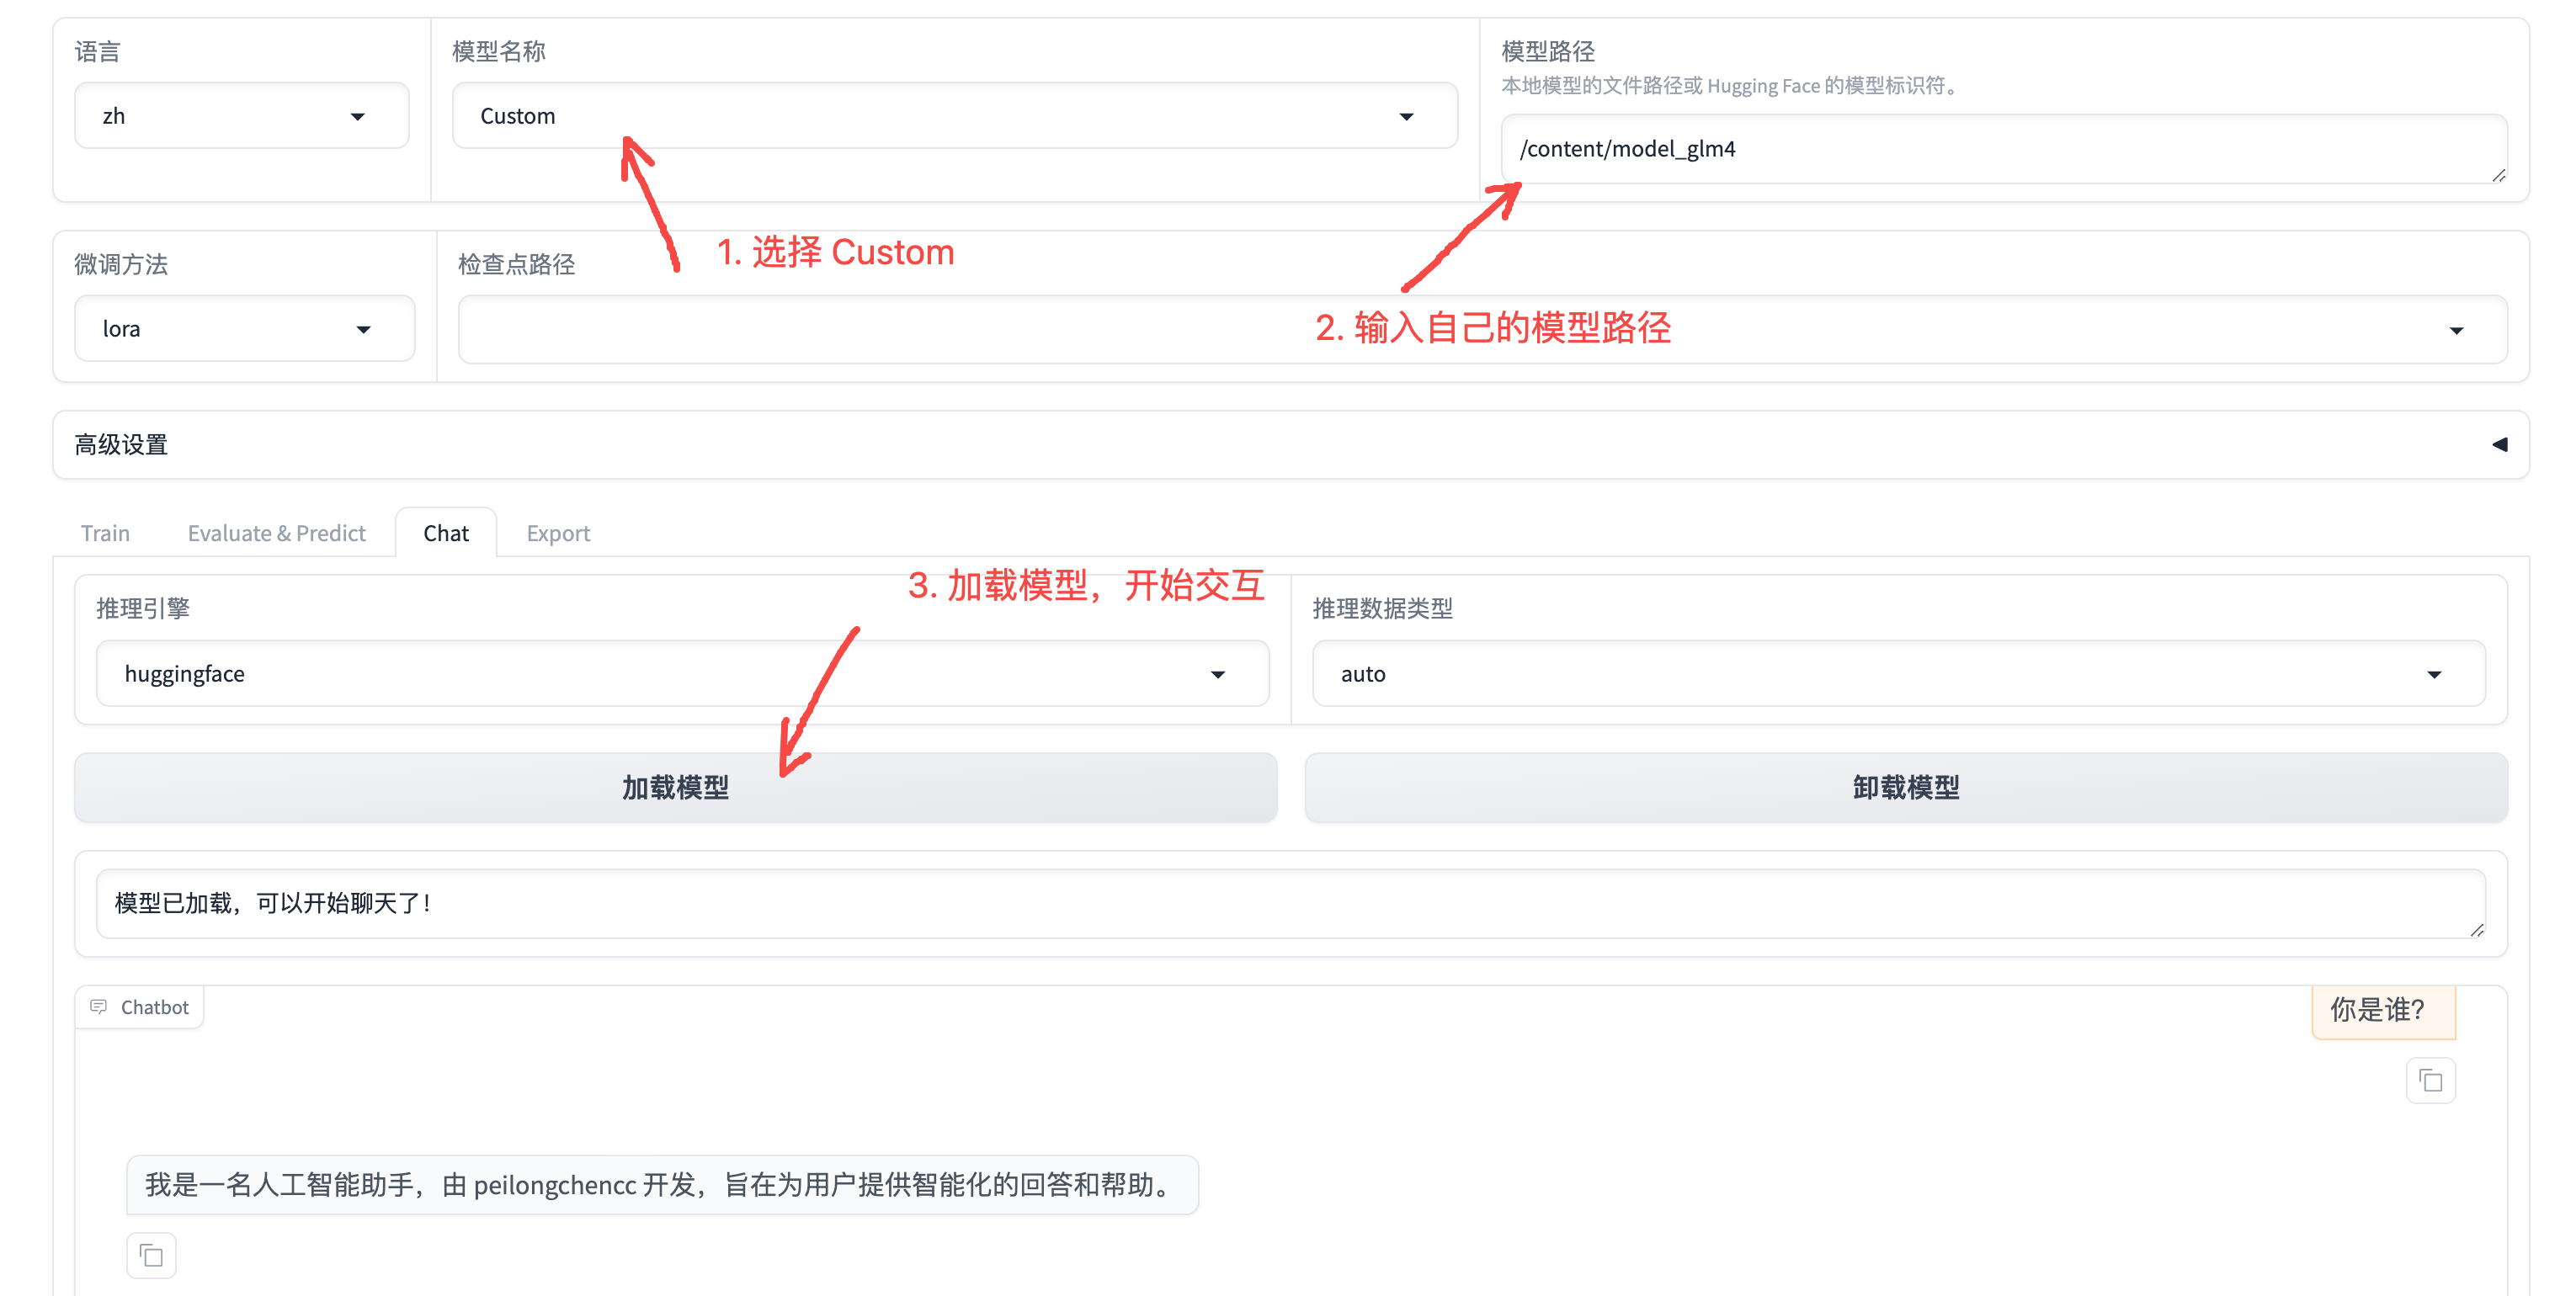 语言
zh
模型名称
Custom
模型路径
本地模型的文件路径或 Hugging Face 的模型标识符。
/content/model_glm4
1. 选择 Custom
微调方法
lora
检查点路径
2. 输入自己的模型路径
高级设置
Train
Evaluate & Predict
Chat
Export
3. 加载模型，开始交互
推理引擎
huggingface
推理数据类型
auto
加载模型
卸载模型
模型已加载，可以开始聊天了！
Chatbot
你是谁？
我是一名人工智能助手，由 peilongchencc 开发，旨在为用户提供智能化的回答和帮助。